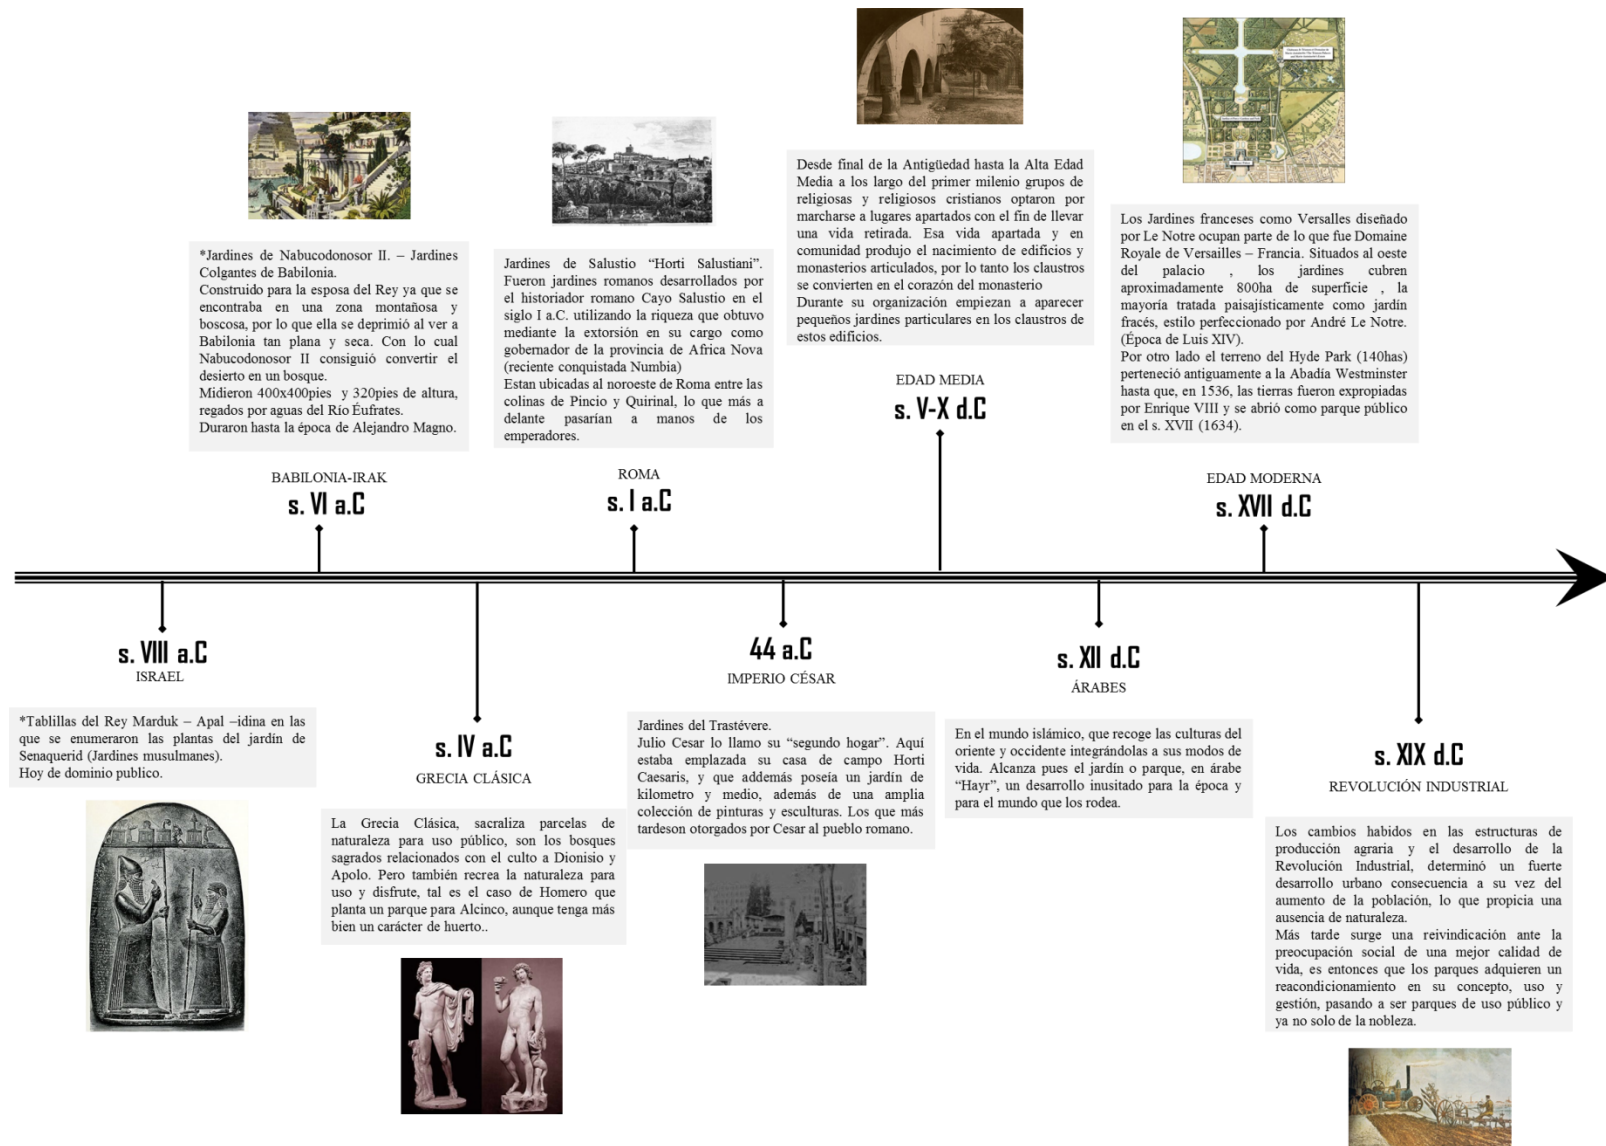 *Jardines de Nabucodonosor II. – Jardines
Colgantes de Babilonia.
Construido para la esposa del Rey ya que se
encontraba en una zona montañosa y
boscosa, por lo que ella se deprimió al ver a
Babilonia tan plana y seca. Con lo cual
Nabucodonosor II consiguió convertir el
desierto en un bosque.
Midieron 400x400pies y 320pies de altura,
regados por aguas del Río Éufrates.
Duraron hasta la época de Alejandro Magno.
BABILONIA-IRAK
s. VI a.C
Jardines de Salustio “Horti Salustiani”.
Fueron jardines romanos desarrollados por
el historiador romano Cayo Salustio en el
siglo I a.C. utilizando la riqueza que obtuvo
mediante la extorsión en su cargo como
gobernador de la provincia de Africa Nova
(reciente conquistada Numbia)
Estan ubicadas al noroeste de Roma entre las
colinas de Pincio y Quirinal, lo que más a
delante pasarían a manos de los
emperadores.
ROMA
s. I a.C
Desde final de la Antigüedad hasta la Alta Edad
Media a los largo del primer milenio grupos de
religiosas y religiosos cristianos optaron por
marcharse a lugares apartados con el fin de llevar
una vida retirada. Esa vida apartada y en
comunidad produjo el nacimiento de edificios y
monasterios articulados, por lo tanto los claustros
se convierten en el corazón del monasterio
Durante su organización empiezan a aparecer
pequeños jardines particulares en los claustros de
estos edificios.
EDAD MEDIA
s. V-X d.C
Los Jardines franceses como Versalles diseñado
por Le Notre ocupan parte de lo que fue Domaine
Royale de Versailles – Francia. Situados al oeste
del palacio , los jardines cubren
aproximadamente 800ha de superficie , la
mayoría tratada paisajísticamente como jardín
fracés, estilo perfeccionado por André Le Notre.
(Época de Luis XIV).
Por otro lado el terreno del Hyde Park (140has)
perteneció antiguamente a la Abadía Westminster
hasta que, en 1536, las tierras fueron expropiadas
por Enrique VIII y se abrió como parque público
en el s. XVII (1634).
EDAD MODERNA
s. XVII d.C
s. VIII a.C
ISRAEL
*Tablillas del Rey Marduk – Apal –idina en las
que se enumeraron las plantas del jardín de
Senaquerid (Jardines musulmanes).
Hoy de dominio publico.
s. IV a.C
GRECIA CLÁSICA
La Grecia Clásica, sacraliza parcelas de
naturaleza para uso público, son los bosques
sagrados relacionados con el culto a Dionisio y
Apolo. Pero también recrea la naturaleza para
uso y disfrute, tal es el caso de Homero que
planta un parque para Alcinco, aunque tenga más
bien un carácter de huerto..
44 a.C
IMPERIO CÉSAR
Jardines del Trastévere.
Julio Cesar lo llamo su “segundo hogar”. Aquí
estaba emplazada su casa de campo Horti
Caesaris, y que addemás poseía un jardín de
kilometro y medio, además de una amplia
colección de pinturas y esculturas. Los que más
tardeson otorgados por Cesar al pueblo romano.
s. XII d.C
ÁRABES
En el mundo islámico, que recoge las culturas del
oriente y occidente integrándolas a sus modos de
vida. Alcanza pues el jardín o parque, en árabe
“Hayr”, un desarrollo inusitado para la época y
para el mundo que los rodea.
s. XIX d.C
REVOLUCIÓN INDUSTRIAL
Los cambios habidos en las estructuras de
producción agraria y el desarrollo de la
Revolución Industrial, determinó un fuerte
desarrollo urbano consecuencia a su vez del
aumento de la población, lo que propicia una
ausencia de naturaleza.
Más tarde surge una reivindicación ante la
preocupación social de una mejor calidad de
vida, es entonces que los parques adquieren un
reacondicionamiento en su concepto, uso y
gestión, pasando a ser parques de uso público y
ya no solo de la nobleza.